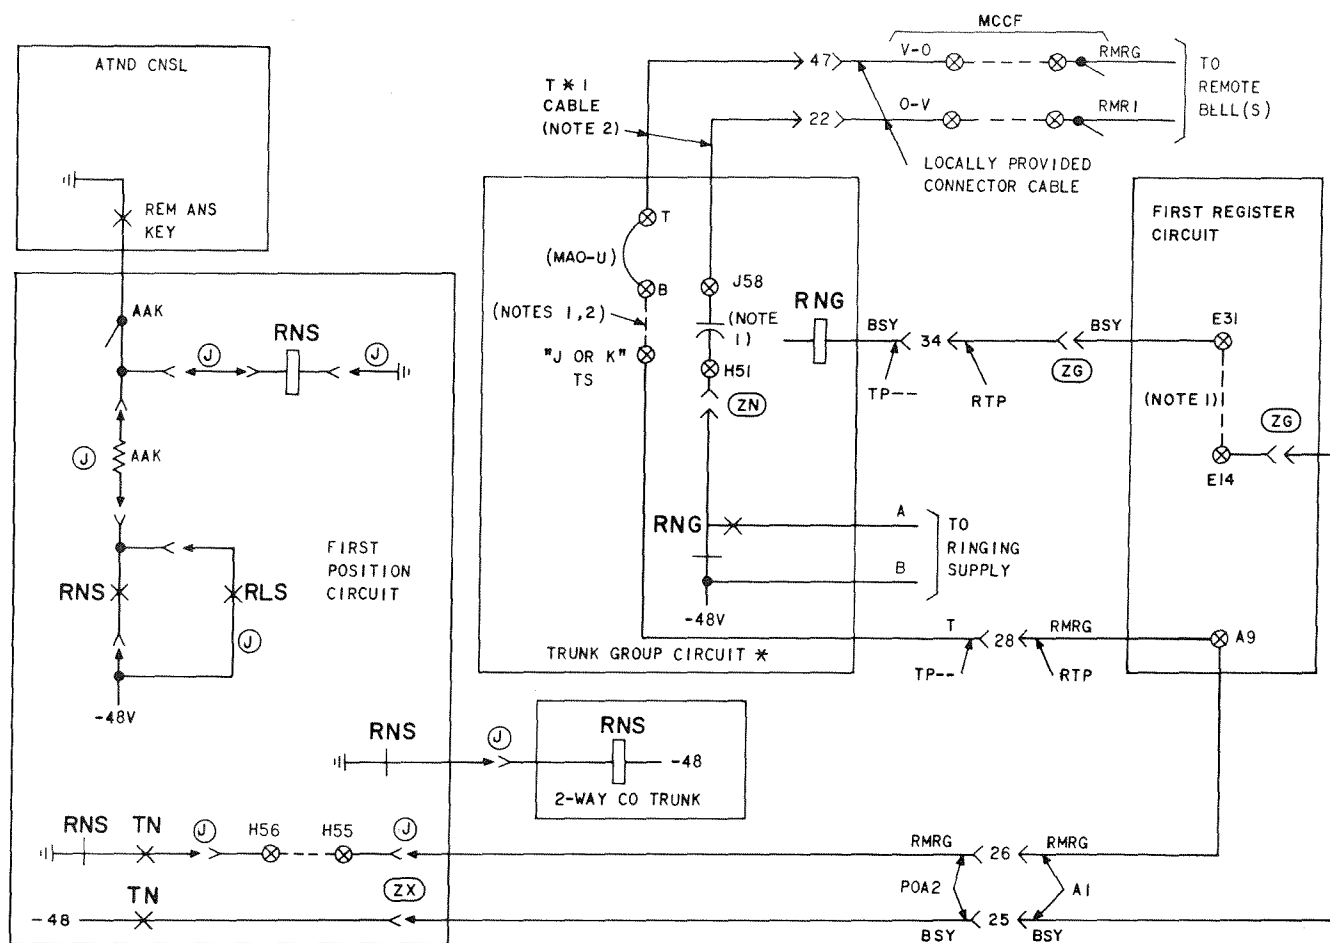 MCCF
ATND CNSL
V-O
47
RMRG
TO
REMOTE
BELL(S)
T * 1
CABLE
(NOTE 2)
O-V
22
RMR1
LOCALLY PROVIDED
CONNECTOR CABLE
REM ANS
KEY
T
(MAO-U)
B
(NOTES 1,2)
"J OR K"
TS
J58
(NOTE
1)
H51
ZN
RNG
BSY
34
BSY
ZG
TP--
RTP
FIRST REGISTER
CIRCUIT
E31
(NOTE 1)
E14
ZG
AAK
RNS
J
J
J
AAK
FIRST
POSITION
CIRCUIT
RNS
RLS
J
-48V
RNG
A
B
TO
RINGING
SUPPLY
-48V
T
28
RMRG
A9
TP--
RTP
TRUNK GROUP CIRCUIT *
RNS
J
RNS
-48
2-WAY CO TRUNK
RNS
TN
J
H56
H55
J
RMRG
26
RMRG
TN
ZX
POA2
A1
-48
BSY
25
BSY